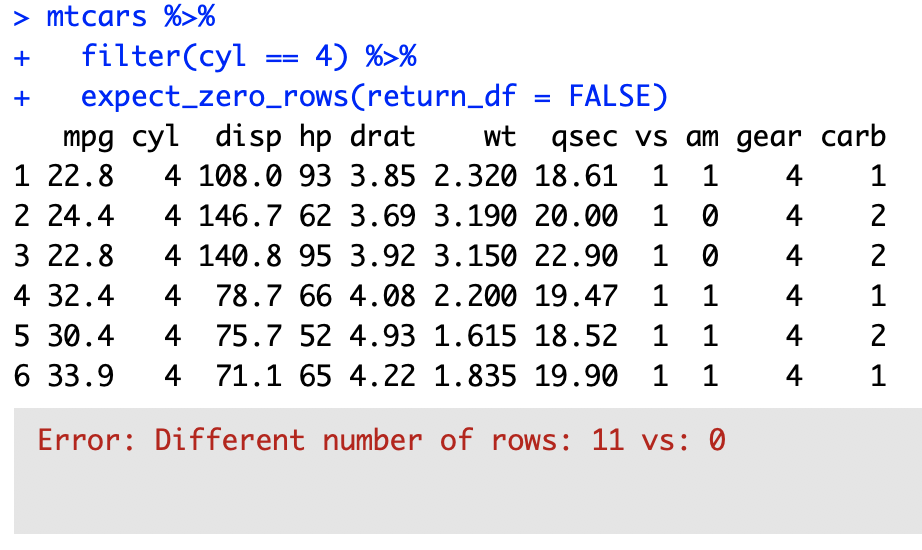 > mtcars %>%
+   filter(cyl == 4) %>%
+   expect_zero_rows(return_df = FALSE)
   mpg cyl  disp hp drat    wt  qsec vs am gear carb
1 22.8   4 108.0 93 3.85 2.320 18.61  1  1    4    1
2 24.4   4 146.7 62 3.69 3.190 20.00  1  0    4    2
3 22.8   4 140.8 95 3.92 3.150 22.90  1  0    4    2
4 32.4   4  78.7 66 4.08 2.200 19.47  1  1    4    1
5 30.4   4  75.7 52 4.93 1.615 18.52  1  1    4    2
6 33.9   4  71.1 65 4.22 1.835 19.90  1  1    4    1
Error: Different number of rows: 11 vs: 0